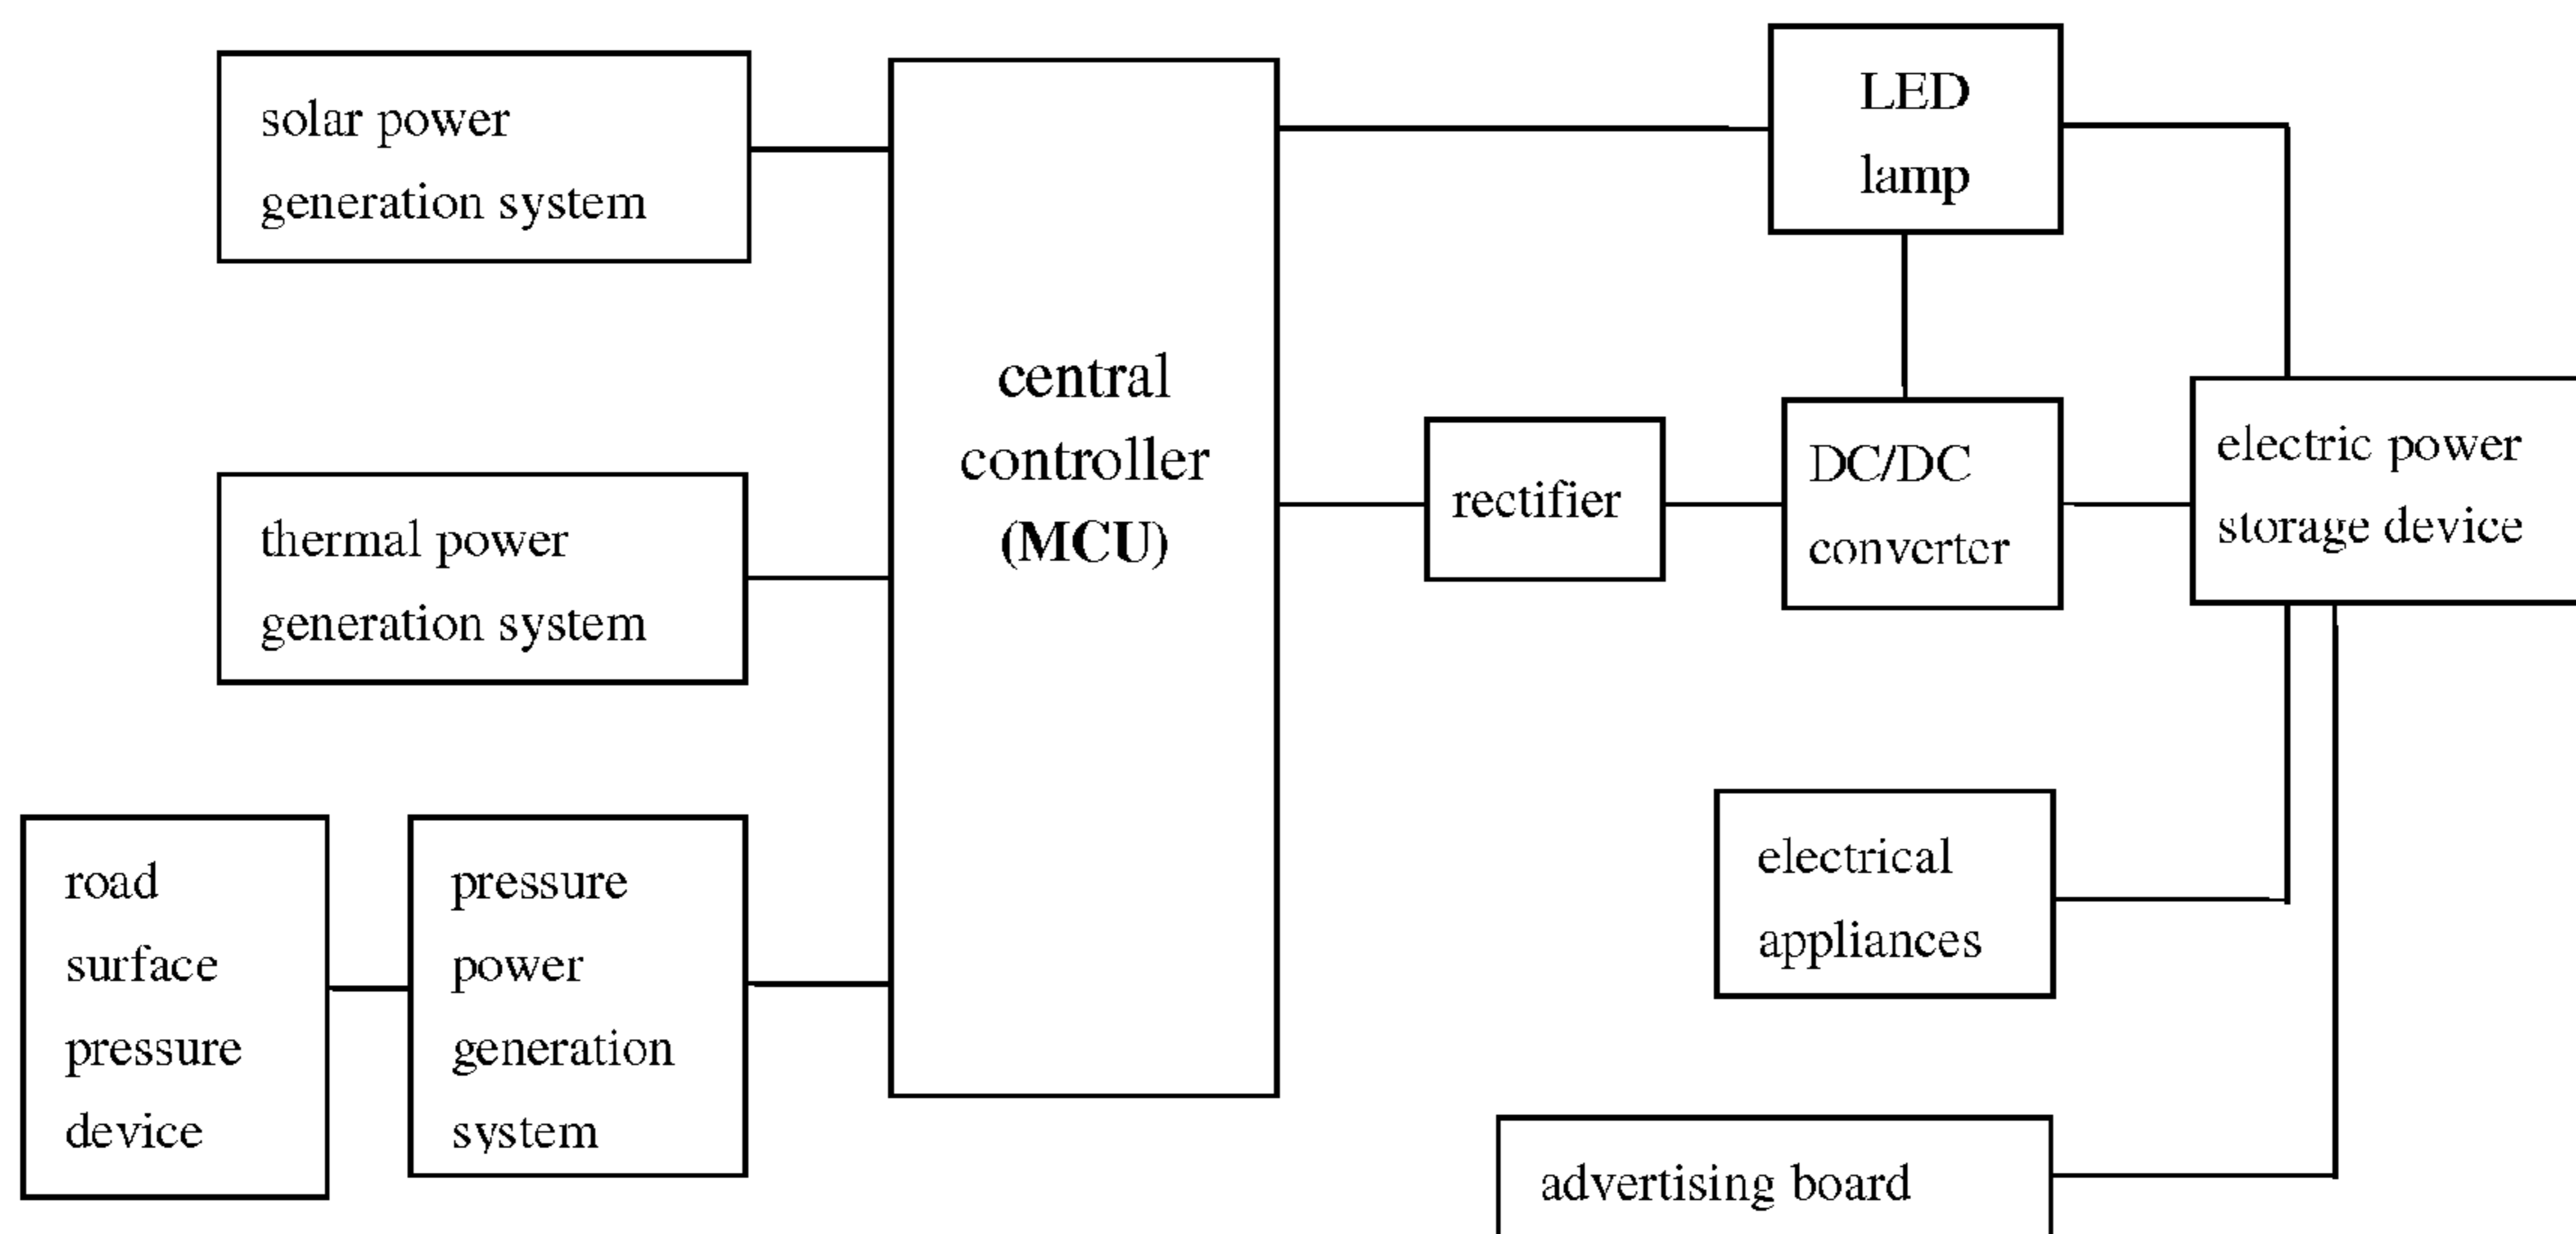 solar power
generation system
thermal power
generation system
road
surface
pressure
device
pressure
power
generation
system
central
controller
(MCU)
LED
lamp
rectifier
DC/DC
converter
electric power
storage device
electrical
appliances
advertising board